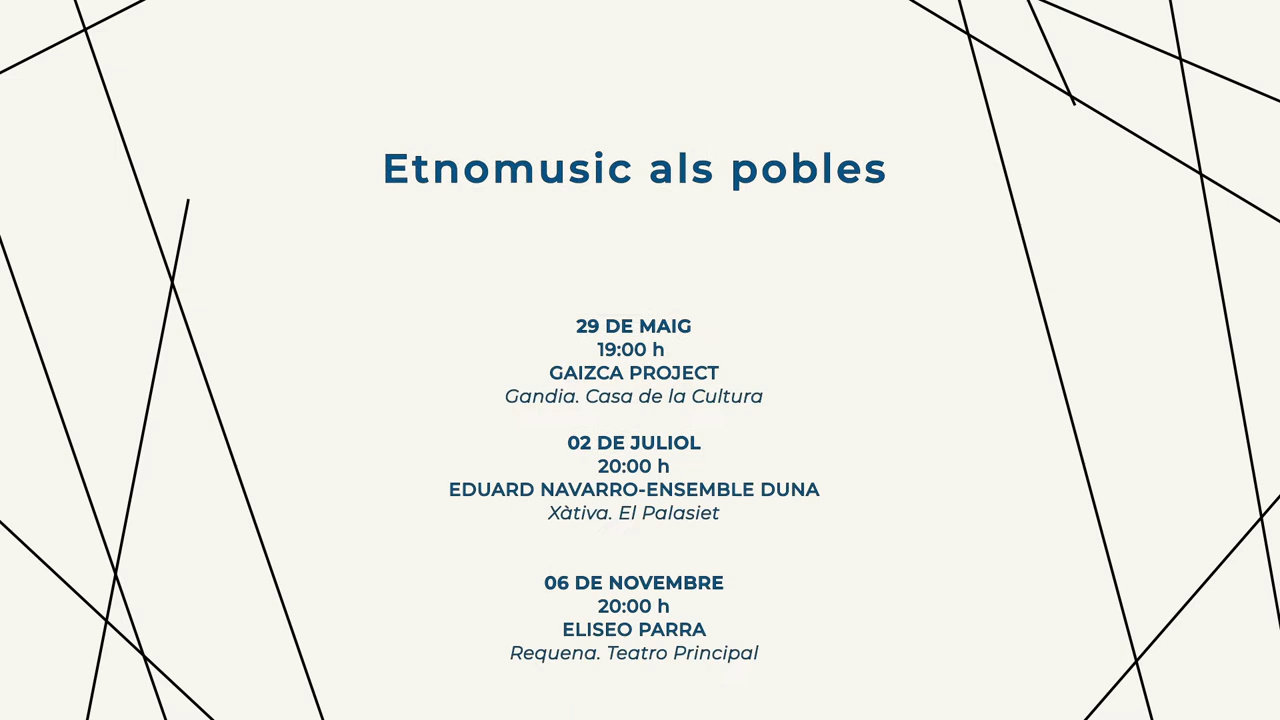 Etnomusic als pobles
29 DE MAIG
19:00 h
GAIZCA PROJECT
Gandia. Casa de la Cultura
02 DE JULIOL
20:00 h
EDUARD NAVARRO-ENSEMBLE DUNA
Xàtiva. El Palasiet
06 DE NOVEMBRE
20:00 h
ELISEO PARRA
Requena. Teatro Principal